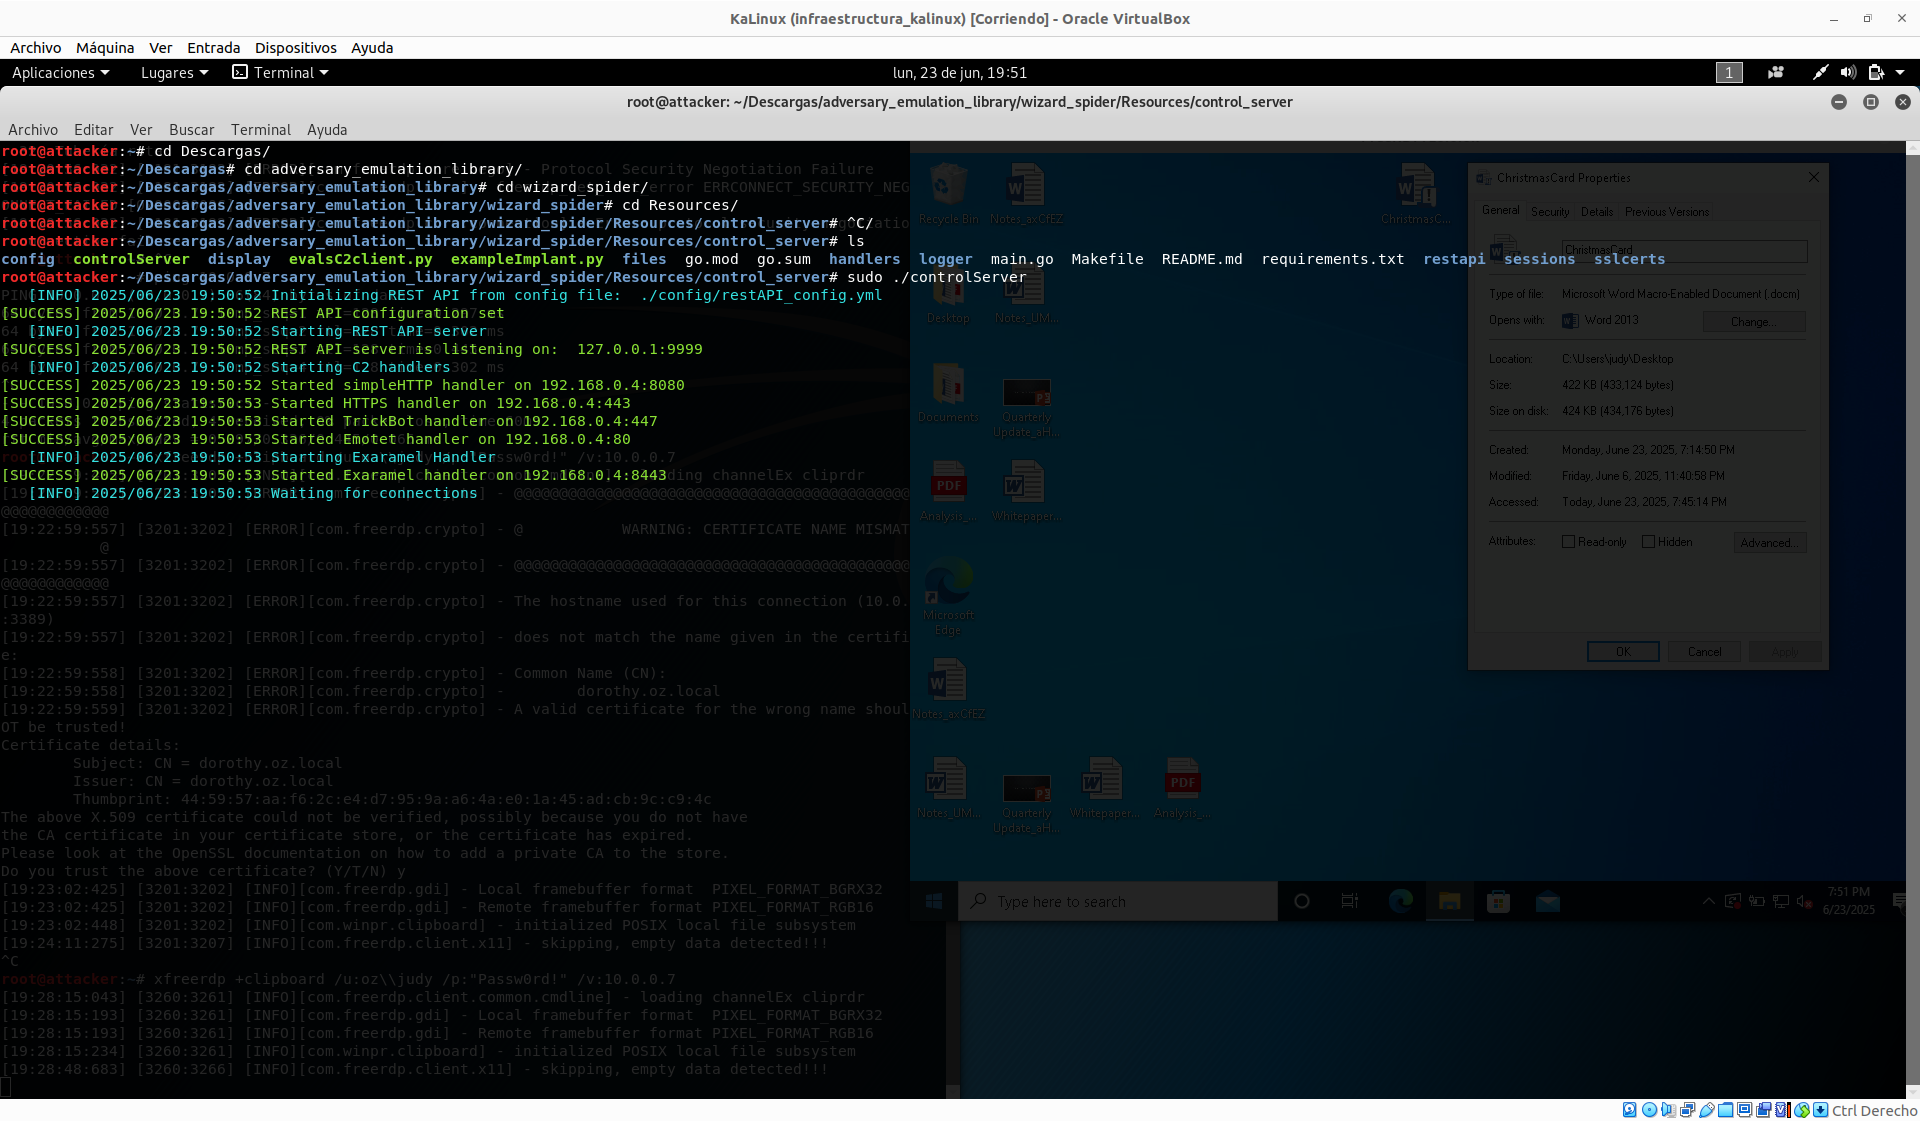 KaLinux (infraestructura_kalinux) [Corriendo] - Oracle VirtualBox
Archivo Máquina Ver Entrada Dispositivos Ayuda
Aplicaciones Lugares Terminal lun, 23 de jun, 19:51 1
root@attacker: ~/Descargas/adversary_emulation_library/wizard_spider/Resources/control_server
Archivo Editar Ver Buscar Terminal Ayuda
root@attacker:~# cd Descargas/
root@attacker:~/Descargas# cd adversary_emulation_library/
root@attacker:~/Descargas/adversary_emulation_library# cd wizard_spider/
root@attacker:~/Descargas/adversary_emulation_library/wizard_spider# cd Resources/
root@attacker:~/Descargas/adversary_emulation_library/wizard_spider/Resources/control_server# ^C/
root@attacker:~/Descargas/adversary_emulation_library/wizard_spider/Resources/control_server# ls
config controlServer display evalsC2client.py exampleImplant.py files go.mod go.sum handlers logger main.go Makefile README.md requirements.txt restapi sessions sslcerts
root@attacker:~/Descargas/adversary_emulation_library/wizard_spider/Resources/control_server# sudo ./controlServer
[INFO] 2025/06/23 19:50:52 Initializing REST API from config file: ./config/restAPI_config.yml
[SUCCESS] 2025/06/23 19:50:52 REST API configuration set
[INFO] 2025/06/23 19:50:52 Starting REST API server
[SUCCESS] 2025/06/23 19:50:52 REST API server is listening on: 127.0.0.1:9999
[INFO] 2025/06/23 19:50:52 Starting C2 handlers
[SUCCESS] 2025/06/23 19:50:52 Started simpleHTTP handler on 192.168.0.4:8080
[SUCCESS] 2025/06/23 19:50:53 Started HTTPS handler on 192.168.0.4:443
[SUCCESS] 2025/06/23 19:50:53 Started TrickBot handler on 192.168.0.4:447
[SUCCESS] 2025/06/23 19:50:53 Started Emotet handler on 192.168.0.4:80
[INFO] 2025/06/23 19:50:53 Starting Exaramel Handler
[SUCCESS] 2025/06/23 19:50:53 Started Exaramel handler on 192.168.0.4:8443
[INFO] 2025/06/23 19:50:53 Waiting for connections
- Protocol Security Negotiation Failure
error ERRCONNECT_SECURITY_NEG
@@@@@@@@@@@@
[19:22:59:557] [3201:3202] [ERROR][com.freerdp.crypto] - @ WARNING: CERTIFICATE NAME MISMAT
@
[19:22:59:557] [3201:3202] [ERROR][com.freerdp.crypto] - @@@@@@@@@@@@@@@@@@@@@@@@@@@@@@@@@@@@@@@@@@@@
@@@@@@@@@@@@
[19:22:59:557] [3201:3202] [ERROR][com.freerdp.crypto] - The hostname used for this connection (10.0.
:3389)
[19:22:59:557] [3201:3202] [ERROR][com.freerdp.crypto] - does not match the name given in the certifi
e:
[19:22:59:558] [3201:3202] [ERROR][com.freerdp.crypto] - Common Name (CN):
[19:22:59:558] [3201:3202] [ERROR][com.freerdp.crypto] - dorothy.oz.local
[19:22:59:559] [3201:3202] [ERROR][com.freerdp.crypto] - A valid certificate for the wrong name shoul
OT be trusted!
Certificate details:
Subject: CN = dorothy.oz.local
Issuer: CN = dorothy.oz.local
Thumbprint: 44:59:57:aa:f6:2c:e4:d7:95:9a:a6:4a:e0:1a:45:ad:cb:9c:c9:4c
The above X.509 certificate could not be verified, possibly because you do not have
the CA certificate in your certificate store, or the certificate has expired.
Please look at the OpenSSL documentation on how to add a private CA to the store.
Do you trust the above certificate? (Y/T/N) y
[19:23:02:425] [3201:3202] [INFO][com.freerdp.gdi] - Local framebuffer format PIXEL_FORMAT_BGRX32
[19:23:02:425] [3201:3202] [INFO][com.freerdp.gdi] - Remote framebuffer format PIXEL_FORMAT_RGB16
[19:23:02:448] [3201:3202] [INFO][com.winpr.clipboard] - initialized POSIX local file subsystem
[19:24:11:275] [3201:3207] [INFO][com.freerdp.client.x11] - skipping, empty data detected!!!
^C
root@attacker:~# xfreerdp +clipboard /u:oz\\judy /p:"Passw0rd!" /v:10.0.0.7
[19:28:15:043] [3260:3261] [INFO][com.freerdp.client.common.cmdline] - loading channelEx cliprdr
[19:28:15:193] [3260:3261] [INFO][com.freerdp.gdi] - Local framebuffer format PIXEL_FORMAT_BGRX32
[19:28:15:193] [3260:3261] [INFO][com.freerdp.gdi] - Remote framebuffer format PIXEL_FORMAT_RGB16
[19:28:15:234] [3260:3261] [INFO][com.winpr.clipboard] - initialized POSIX local file subsystem
[19:28:48:683] [3260:3266] [INFO][com.freerdp.client.x11] - skipping, empty data detected!!!
Recycle Bin Notes_axCfEZ ChristmasC...
Desktop Notes_UM...
Documents Quarterly
Update_aH...
PDF
Analysis_... Whitepaper...
Microsoft
Edge
Notes_axCfEZ
PDF
Notes_UM... Quarterly Whitepaper... Analysis_...
Update_aH...
ChristmasCard Properties
General Security Details Previous Versions
ChristmasCard
Type of file: Microsoft Word Macro-Enabled Document (.docm)
Opens with: Word 2013 Change...
Location: C:\Users\judy\Desktop
Size: 422 KB (433,124 bytes)
Size on disk: 424 KB (434,176 bytes)
Created: Monday, June 23, 2025, 7:14:50 PM
Modified: Friday, June 6, 2025, 11:40:58 PM
Accessed: Today, June 23, 2025, 7:45:14 PM
Attributes: Read-only Hidden Advanced...
OK Cancel Apply
Type here to search
7:51 PM
6/23/2025
Ctrl Derecho